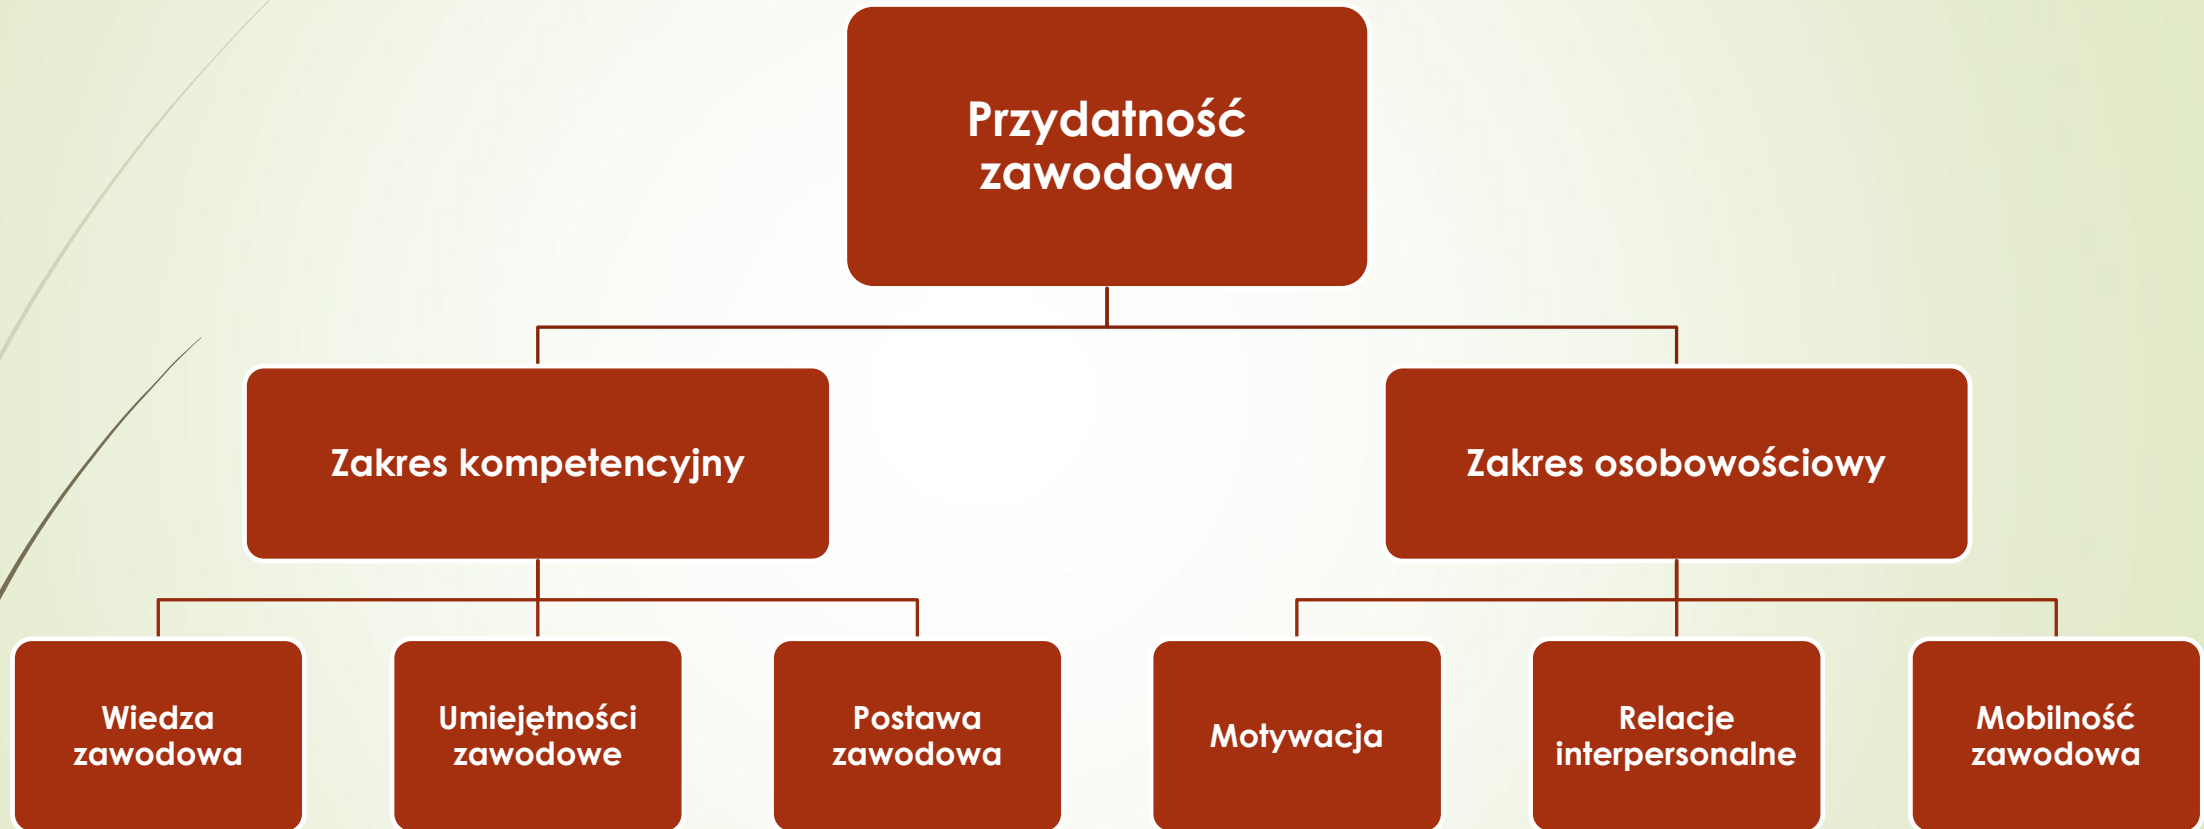 Przydatność
zawodowa
Zakres kompetencyjny
Zakres osobowościowy
Wiedza
zawodowa
Umiejętności
zawodowe
Postawa
zawodowa
Motywacja
Relacje
interpersonalne
Mobilność
zawodowa